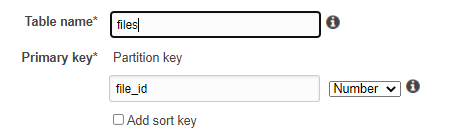 Table name* files
Primary key* Partition key
file_id Number
Add sort key